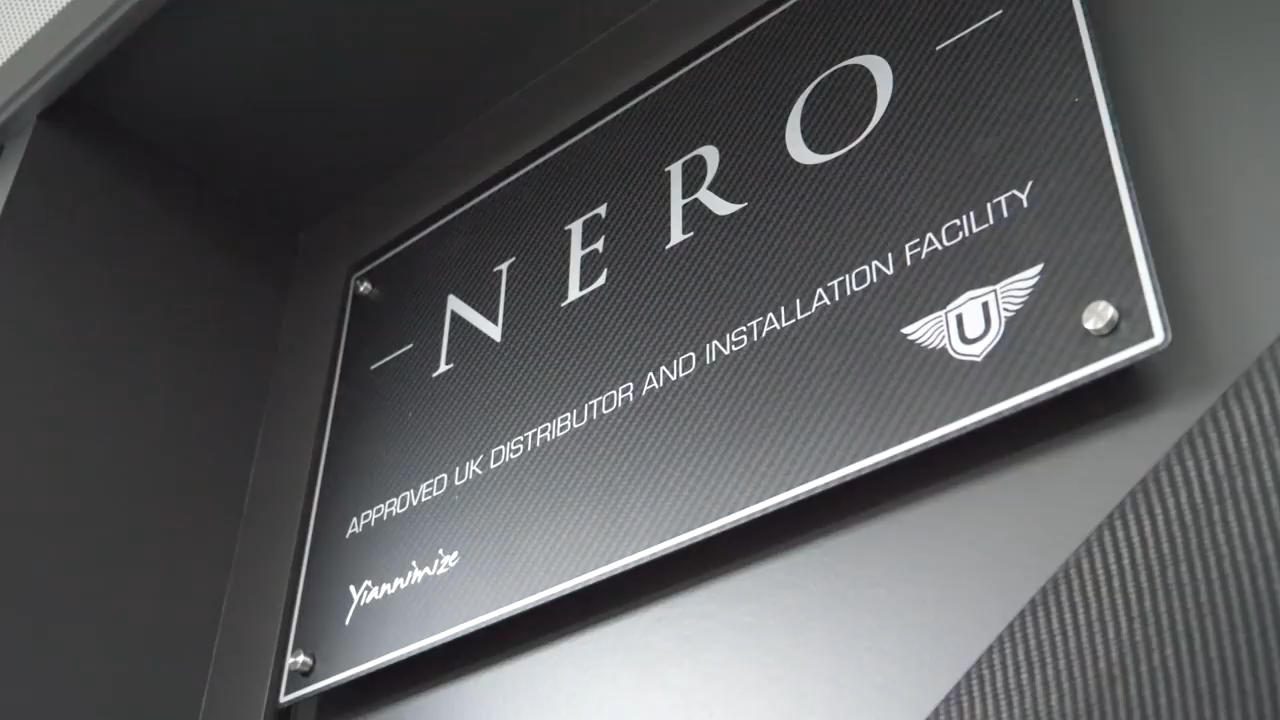 NERO
APPROVED UK DISTRIBUTOR AND INSTALLATION FACILITY
U
Yiannimize